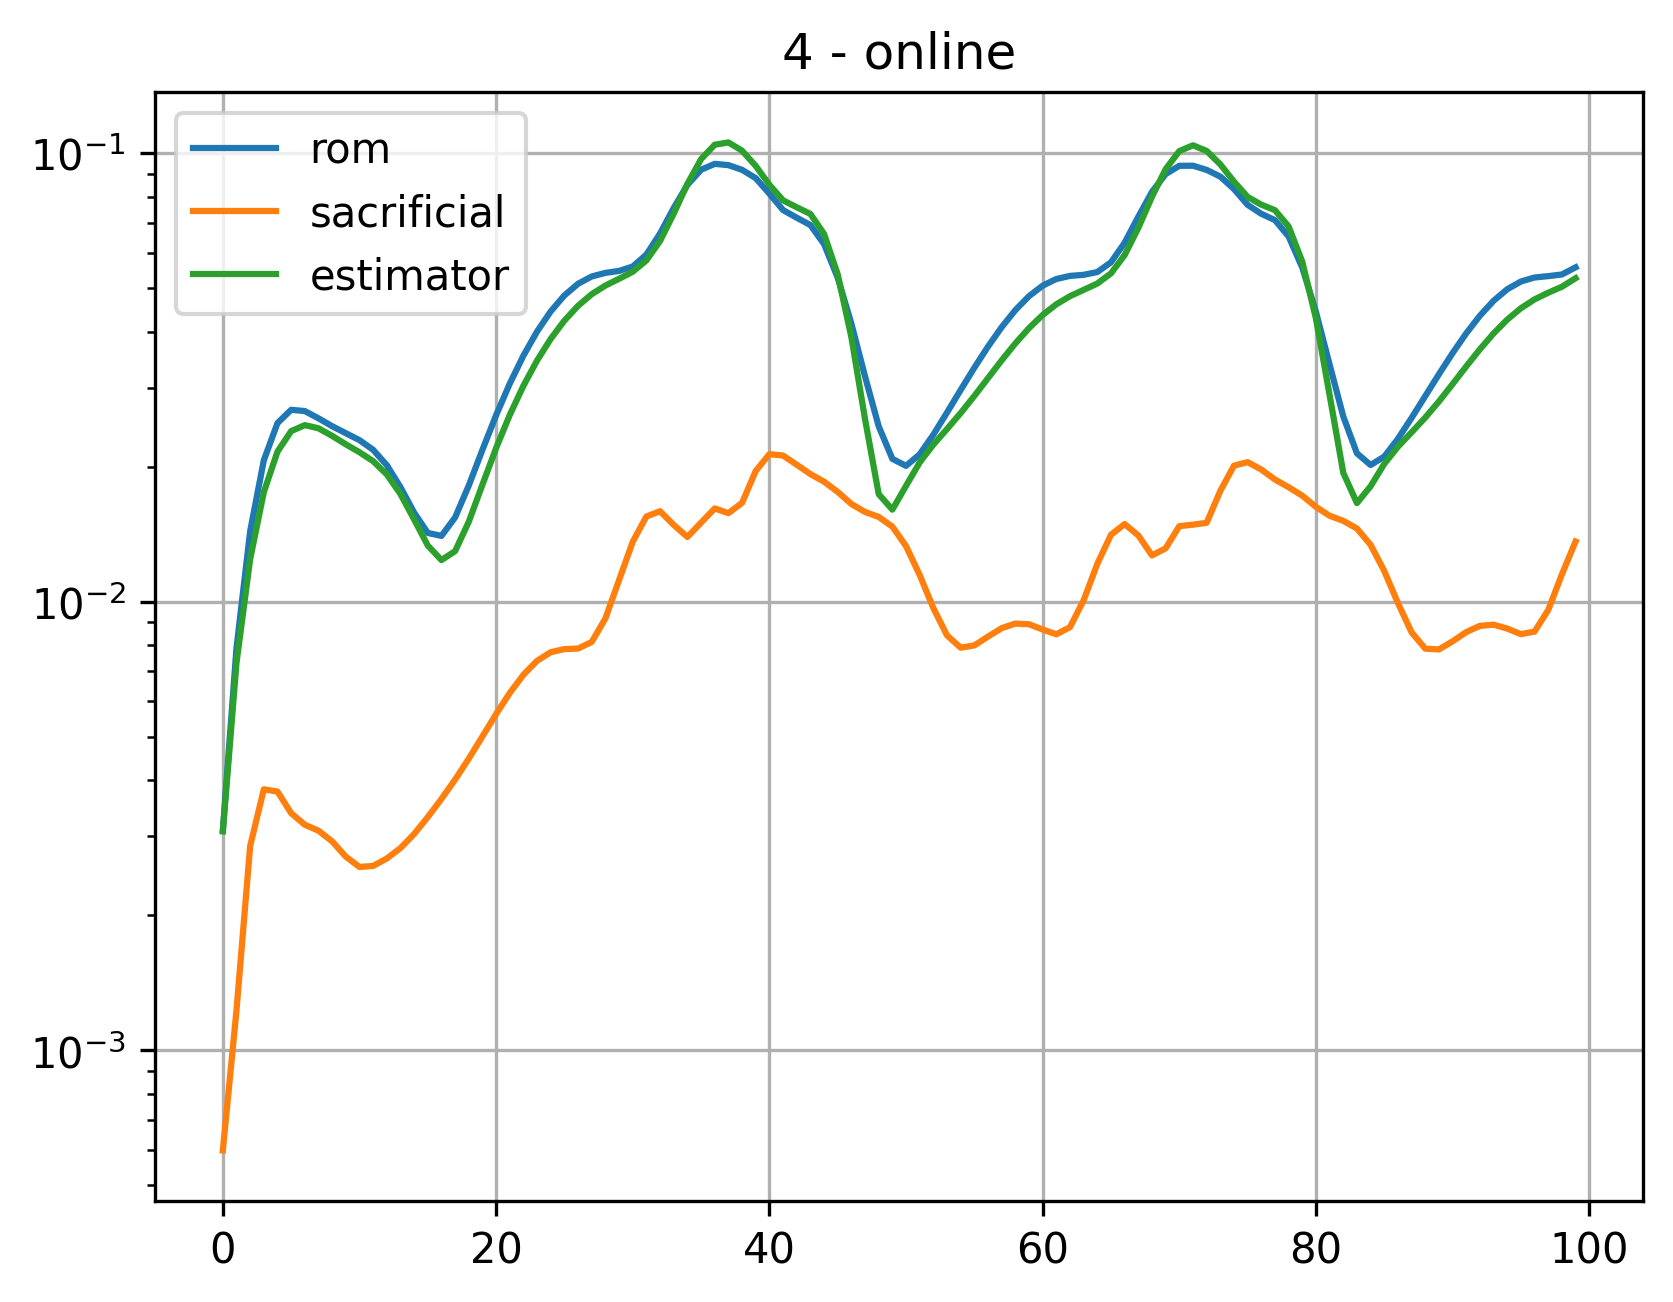 4 - online
rom
sacrificial
estimator
10⁻¹
10⁻²
10⁻³
0 20 40 60 80 100